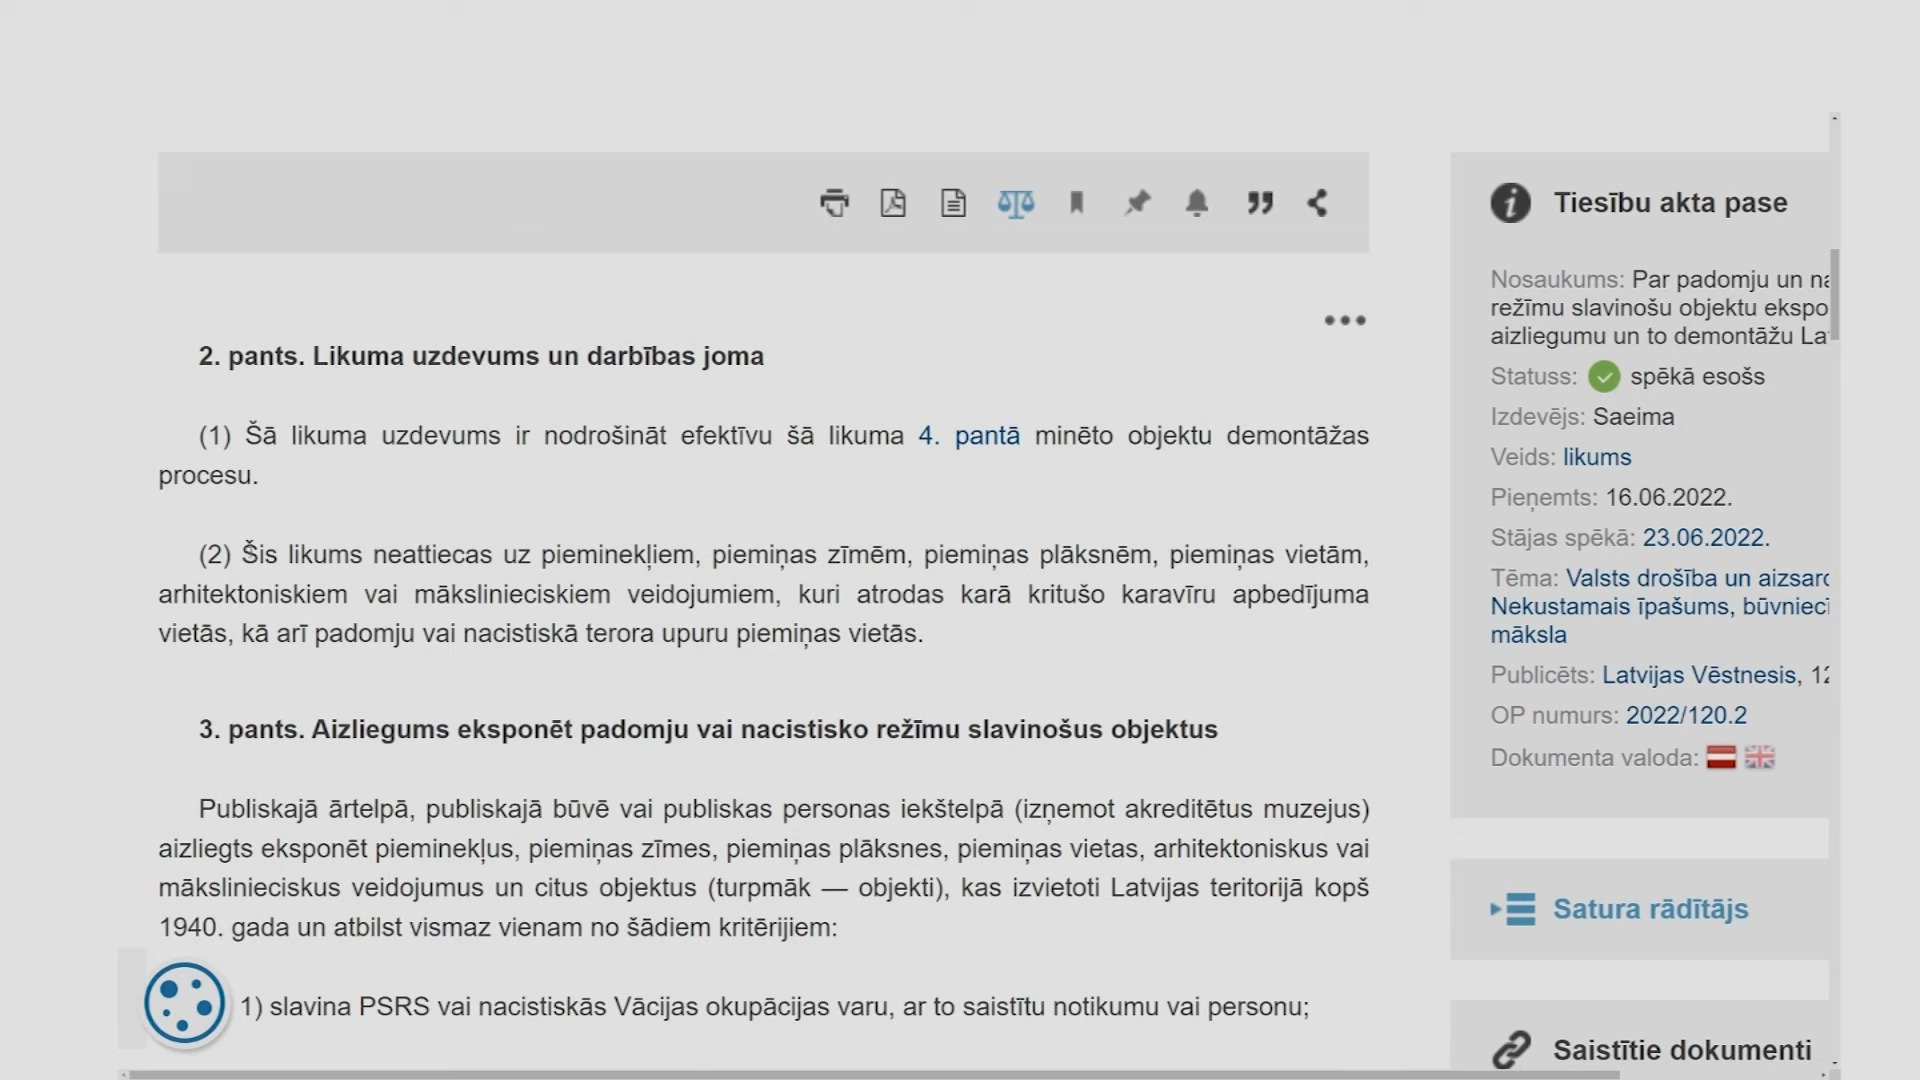 2. pants. Likuma uzdevums un darbības joma
(1) Šā likuma uzdevums ir nodrošināt efektīvu šā likuma 4. pantā minēto objektu demontāžas
procesu.
(2) Šis likums neattiecas uz pieminekļiem, piemiņas zīmēm, piemiņas plāksnēm, piemiņas vietām,
arhitektoniskiem vai mākslinieciskiem veidojumiem, kuri atrodas karā kritušo karavīru apbedījuma
vietās, kā arī padomju vai nacistiskā terora upuru piemiņas vietās.
3. pants. Aizliegums eksponēt padomju vai nacistisko režīmu slavinošus objektus
Publiskajā ārtelpā, publiskajā būvē vai publiskas personas iekštelpā (izņemot akreditētus muzejus)
aizliegts eksponēt pieminekļus, piemiņas zīmes, piemiņas plāksnes, piemiņas vietas, arhitektoniskus vai
mākslinieciskus veidojumus un citus objektus (turpmāk — objekti), kas izvietoti Latvijas teritorijā kopš
1940. gada un atbilst vismaz vienam no šādiem kritērijiem:
1) slavina PSRS vai nacistiskās Vācijas okupācijas varu, ar to saistītu notikumu vai personu;
Tiesību akta pase
Nosaukums: Par padomju un na
režīmu slavinošu objektu ekspo
aizliegumu un to demontāžu La
Statuss: spēkā esošs
Izdevējs: Saeima
Veids: likums
Pieņemts: 16.06.2022.
Stājas spēkā: 23.06.2022.
Tēma: Valsts drošība un aizsarc
Nekustamais īpašums, būvnieci
māksla
Publicēts: Latvijas Vēstnesis, 12
OP numurs: 2022/120.2
Dokumenta valoda:
Satura rādītājs
Saistītie dokumenti